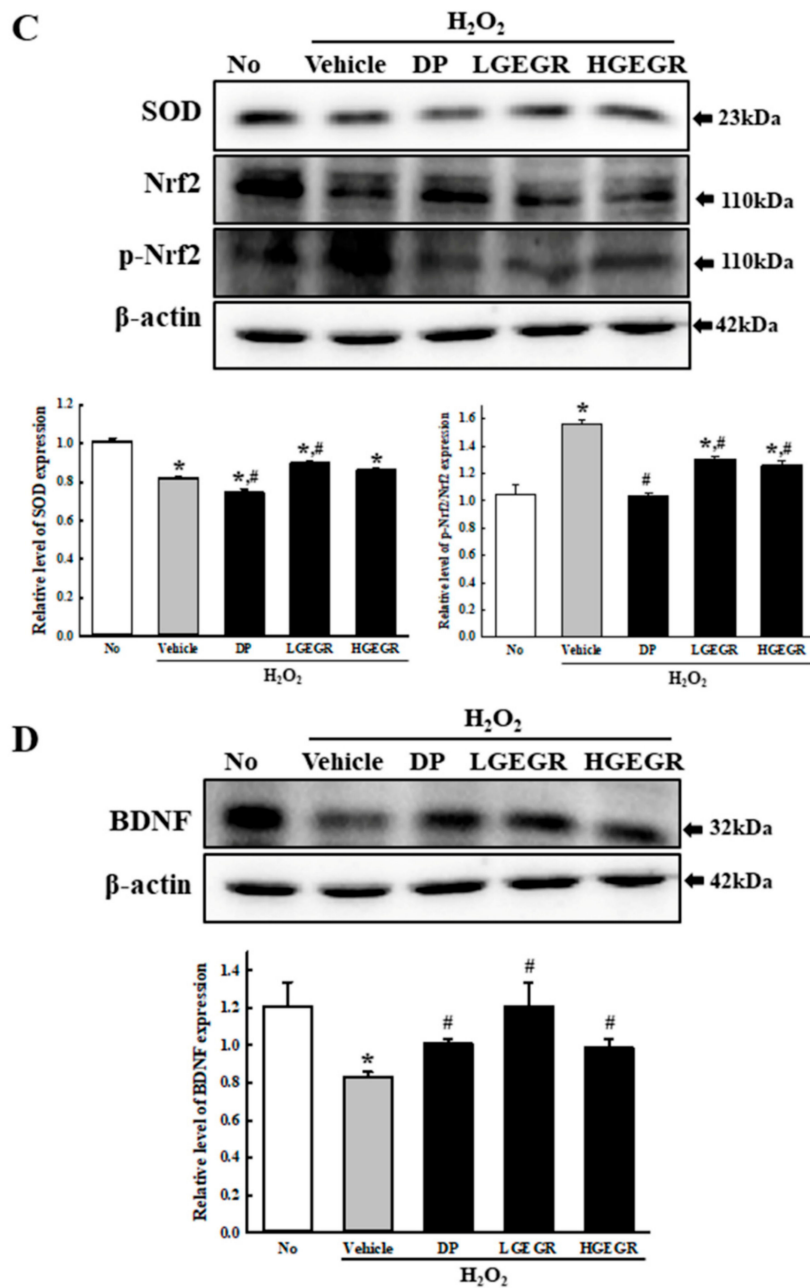 C
H₂O₂
No Vehicle DP LGEGR HGEGR
SOD 23kDa
Nrf2 110kDa
p-Nrf2 110kDa
β-actin 42kDa
Relative level of SOD expression
1.2
1.0
0.8
0.6
0.4
0.2
0.0
* *,# *,# *
No Vehicle DP LGEGR HGEGR
H₂O₂
Relative level of p-Nrf2/Nrf2 expression
1.6
1.4
1.2
1.0
0.8
0.6
0.4
0.2
0.0
* # *,# *,#
No Vehicle DP LGEGR HGEGR
H₂O₂
D
H₂O₂
No Vehicle DP LGEGR HGEGR
BDNF 32kDa
β-actin 42kDa
Relative level of BDNF expression
1.4
1.2
1.0
0.8
0.6
0.4
0.2
0.0
* # # #
No Vehicle DP LGEGR HGEGR
H₂O₂